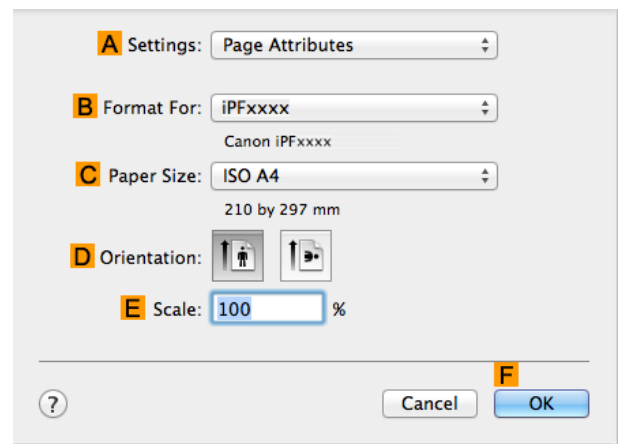 A Settings: Page Attributes
B Format For: iPFxxxx
Canon iPFxxxx
C Paper Size: ISO A4
210 by 297 mm
D Orientation:
E Scale: 100 %
F
? Cancel OK